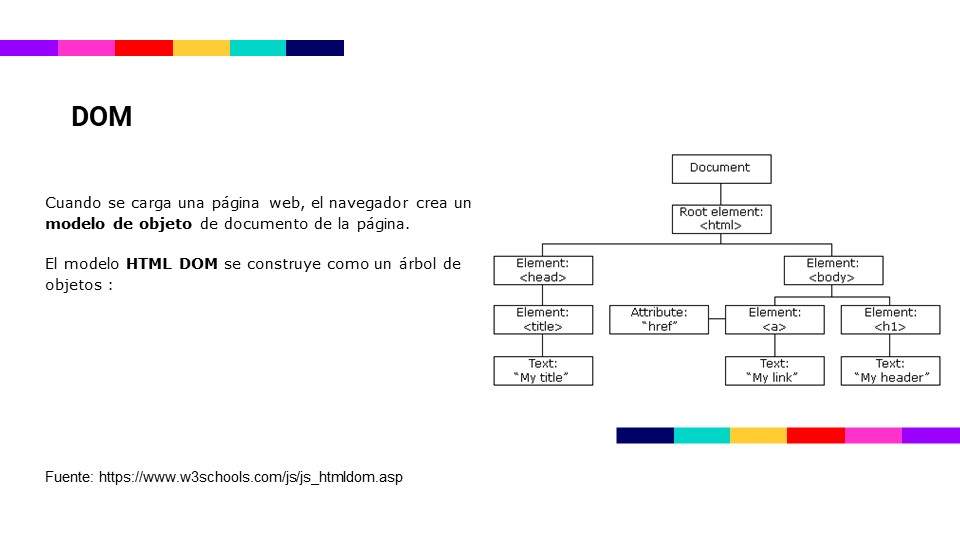 DOM
Cuando se carga una página web, el navegador crea un
modelo de objeto de documento de la página.
El modelo HTML DOM se construye como un árbol de
objetos :
Document
Root element:
<html>
Element:
<head>
Element:
<body>
Element:
<title>
Attribute:
"href"
Element:
<a>
Element:
<h1>
Text:
"My title"
Text:
"My link"
Text:
"My header"
Fuente: https://www.w3schools.com/js/js_htmldom.asp